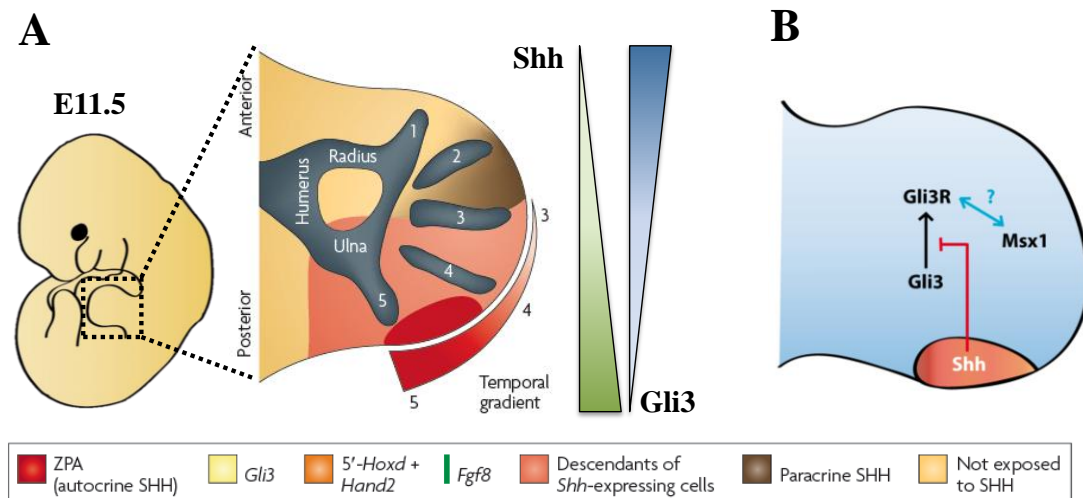 A
E11.5
Anterior
Posterior
Humerus
Radius
Ulna
1
2
3
4
5
3
4
5
Temporal
gradient
Shh
Gli3
B
Gli3R
?
Msx1
Gli3
Shh
ZPA
(autocrine SHH)
Gli3
5′-Hoxd +
Hand2
Fgf8
Descendants of
Shh-expressing cells
Paracrine SHH
Not exposed
to SHH